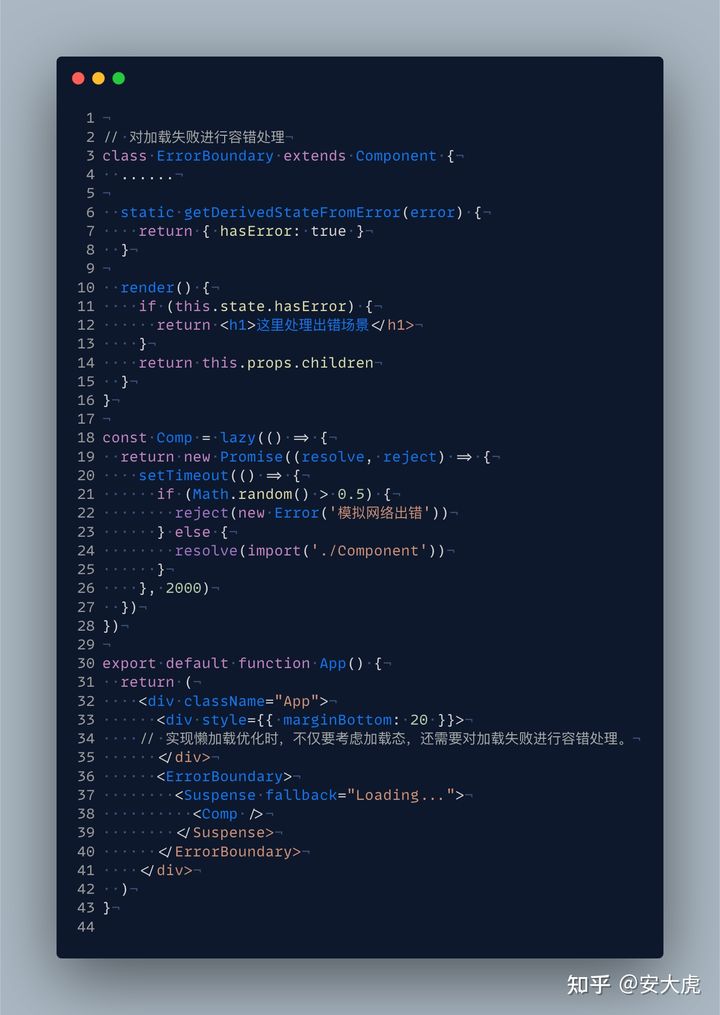 1
2 // 对加载失败进行容错处理
3 class ErrorBoundary extends Component {
4   ......
5
6   static getDerivedStateFromError(error) {
7     return { hasError: true }
8   }
9
10   render() {
11     if (this.state.hasError) {
12       return <h1>这里处理出错场景</h1>
13     }
14     return this.props.children
15   }
16 }
17
18 const Comp = lazy(() => {
19   return new Promise((resolve, reject) => {
20     setTimeout(() => {
21       if (Math.random() > 0.5) {
22         reject(new Error('模拟网络出错'))
23       } else {
24         resolve(import('./Component'))
25       }
26     }, 2000)
27   })
28 })
29
30 export default function App() {
31   return (
32     <div className="App">
33       <div style={{ marginBottom: 20 }}>
34     // 实现懒加载优化时，不仅要考虑加载态，还需要对加载失败进行容错处理。
35       </div>
36       <ErrorBoundary>
37         <Suspense fallback="Loading...">
38           <Comp />
39         </Suspense>
40       </ErrorBoundary>
41     </div>
42   )
43 }
44
知乎 @安大虎